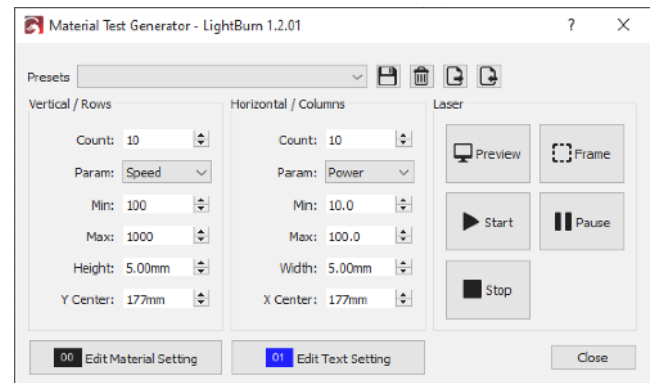 Material Test Generator - LightBurn 1.2.01 ? X
Presets
Vertical / Rows Horizontal / Columns Laser
Count: 10 Count: 10 Preview Frame
Param: Speed Param: Power
Min: 100 Min: 10.0
Max: 1000 Max: 100.0 Start Pause
Height: 5.00mm Width: 5.00mm
Y Center: 177mm X Center: 177mm Stop
00 Edit Material Setting 01 Edit Text Setting Close